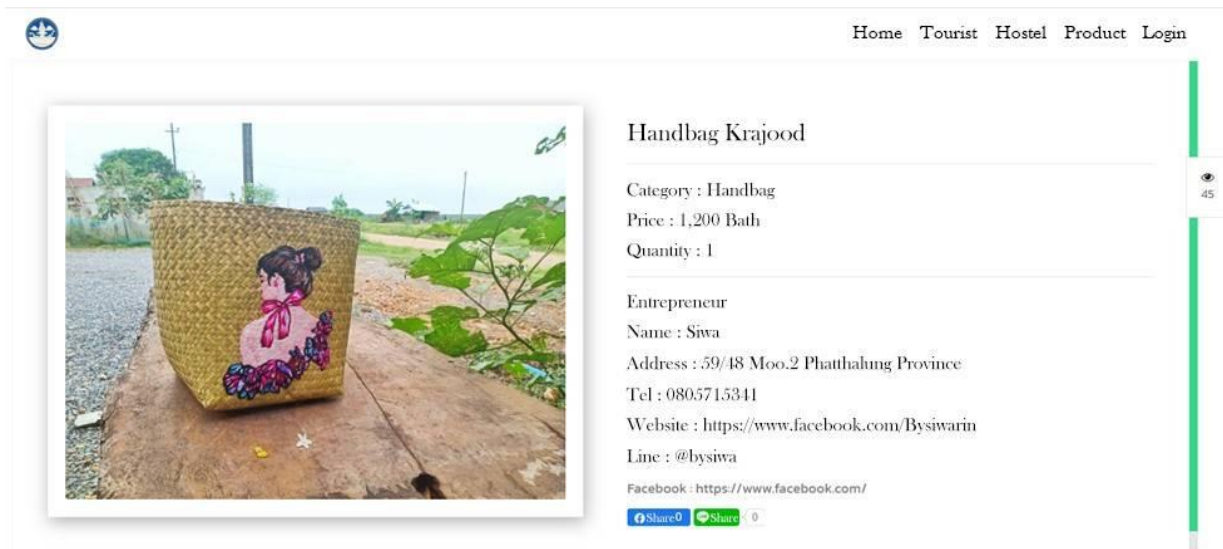 Home Tourist Hostel Product Login
Handbag Krajood
Category : Handbag
Price : 1,200 Bath
Quantity : 1
45
Entrepreneur
Name : Siwa
Address : 59/48 Moo.2 Phatthalung Province
Tel : 0805715341
Website : https://www.facebook.com/Bysiwarin
Line : @bysiwa
Facebook : https://www.facebook.com/
Share 0 Share 0